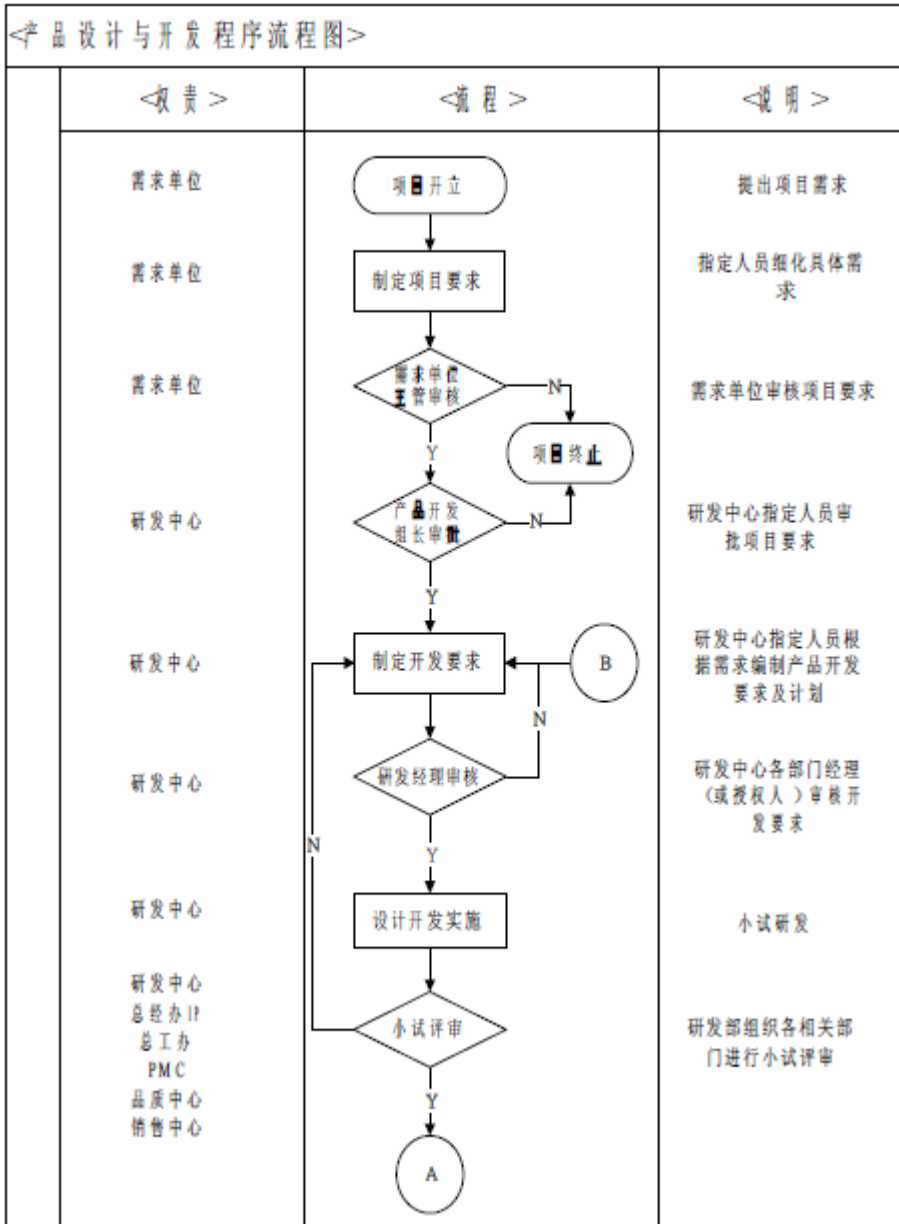 <产品设计与开发程序流程图>
<权责>
<流程>
<说明>
需求单位
项目开立
提出项目需求
需求单位
制定项目要求
指定人员细化具体需
求
需求单位
需求单位
主管审核
N
需求单位审核项目要求
Y
项目终止
研发中心
产品开发
组长审批
N
研发中心指定人员审
批项目要求
Y
研发中心
制定开发要求
B
研发中心指定人员根
据需求编制产品开发
要求及计划
N
研发中心
研发经理审核
研发中心各部门经理
（或授权人）审核开
发要求
N
Y
研发中心
设计开发实施
小试研发
研发中心
总经办IP
总工办
PMC
品质中心
销售中心
小试评审
研发部组织各相关部
门进行小试评审
Y
A